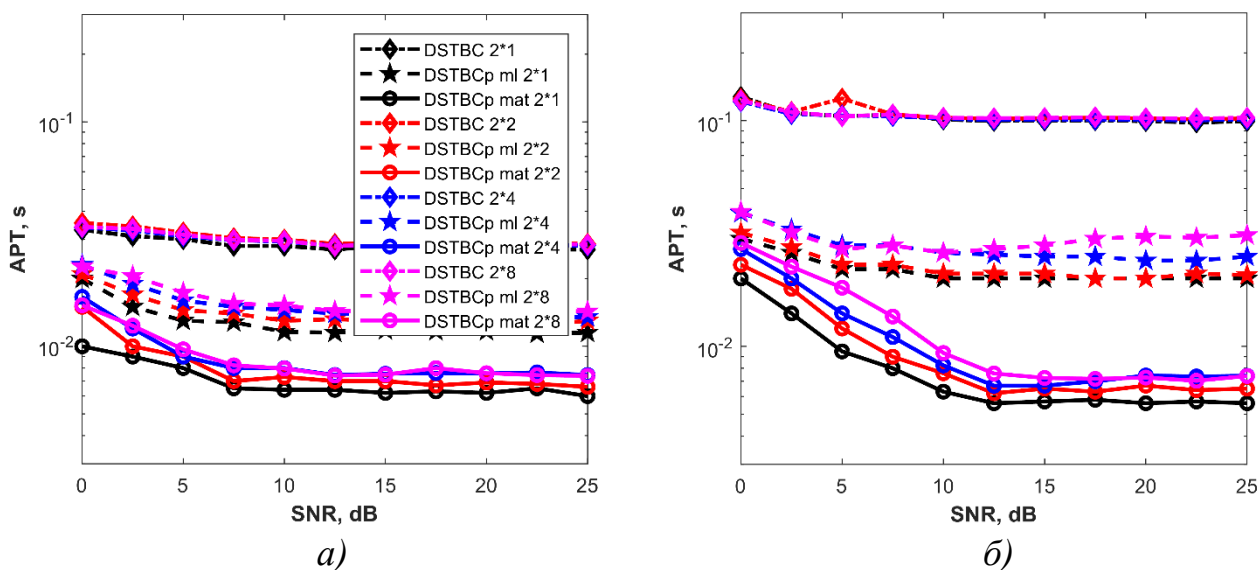 DSTBC 2*1
DSTBCp ml 2*1
DSTBCp mat 2*1
DSTBC 2*2
DSTBCp ml 2*2
DSTBCp mat 2*2
DSTBC 2*4
DSTBCp ml 2*4
DSTBCp mat 2*4
DSTBC 2*8
DSTBCp ml 2*8
DSTBCp mat 2*8
10-1
10-2
APT, s
0 5 10 15 20 25
SNR, dB
а)
10-1
10-2
APT, s
0 5 10 15 20 25
SNR, dB
б)